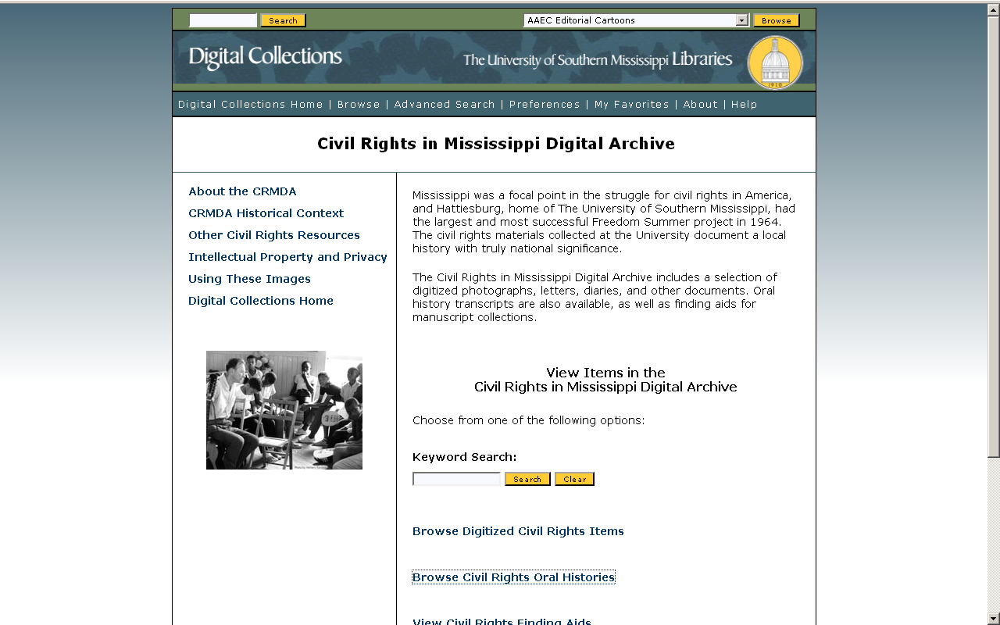 Search
AAEC Editorial Cartoons
Browse
Digital Collections
The University of Southern Mississippi Libraries
1910
Digital Collections Home | Browse | Advanced Search | Preferences | My Favorites | About | Help
Civil Rights in Mississippi Digital Archive
About the CRMDA
CRMDA Historical Context
Other Civil Rights Resources
Intellectual Property and Privacy
Using These Images
Digital Collections Home
Mississippi was a focal point in the struggle for civil rights in America,
and Hattiesburg, home of The University of Southern Mississippi, had
the largest and most successful Freedom Summer project in 1964.
The civil rights materials collected at the University document a local
history with truly national significance.
The Civil Rights in Mississippi Digital Archive includes a selection of
digitized photographs, letters, diaries, and other documents. Oral
history transcripts are also available, as well as finding aids for
manuscript collections.
View Items in the
Civil Rights in Mississippi Digital Archive
Choose from one of the following options:
Keyword Search:
Search
Clear
Browse Digitized Civil Rights Items
Browse Civil Rights Oral Histories
View Civil Rights Finding Aids